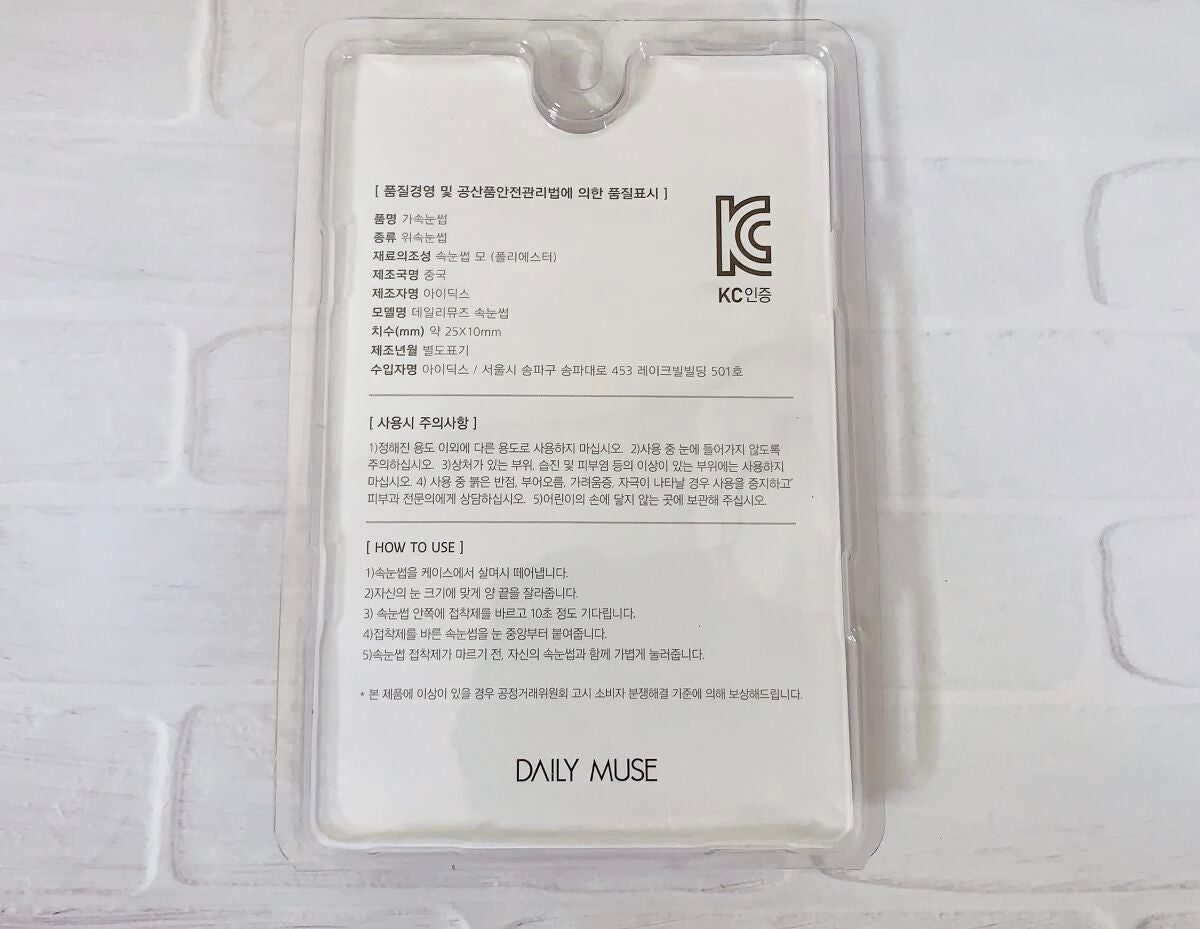 [ 품질경영 및 공산품안전관리법에 의한 품질표시 ]
품명 가속눈썹
종류 위속눈썹
재료의조성 속눈썹 모 (폴리에스터)
제조국명 중국
제조자명 아이딕스
모델명 데일리뮤즈 속눈썹
치수(mm) 약 25X10mm
제조년월 별도표기
수입자명 아이딕스 / 서울시 송파구 송파대로 453 레이크빌빌딩 501호
KC인증
[ 사용시 주의사항 ]
1)정해진 용도 이외에 다른 용도로 사용하지 마십시오. 2)사용 중 눈에 들어가지 않도록
주의하십시오. 3)상처가 있는 부위, 습진 및 피부염 등의 이상이 있는 부위에는 사용하지
마십시오. 4) 사용 중 붉은 반점, 부어오름, 가려움증, 자극이 나타날 경우 사용을 중지하고
피부과 전문의에게 상담하십시오. 5)어린이의 손에 닿지 않는 곳에 보관해 주십시오.
[ HOW TO USE ]
1)속눈썹을 케이스에서 살며시 떼어냅니다.
2)자신의 눈 크기에 맞게 양 끝을 잘라줍니다.
3) 속눈썹 안쪽에 접착제를 바르고 10초 정도 기다립니다.
4)접착제를 바른 속눈썹을 눈 중앙부터 붙여줍니다.
5)속눈썹 접착제가 마르기 전, 자신의 속눈썹과 함께 가볍게 눌러줍니다.
* 본 제품에 이상이 있을 경우 공정거래위원회 고시 소비자 분쟁해결 기준에 의해 보상해드립니다.
DAILY MUSE